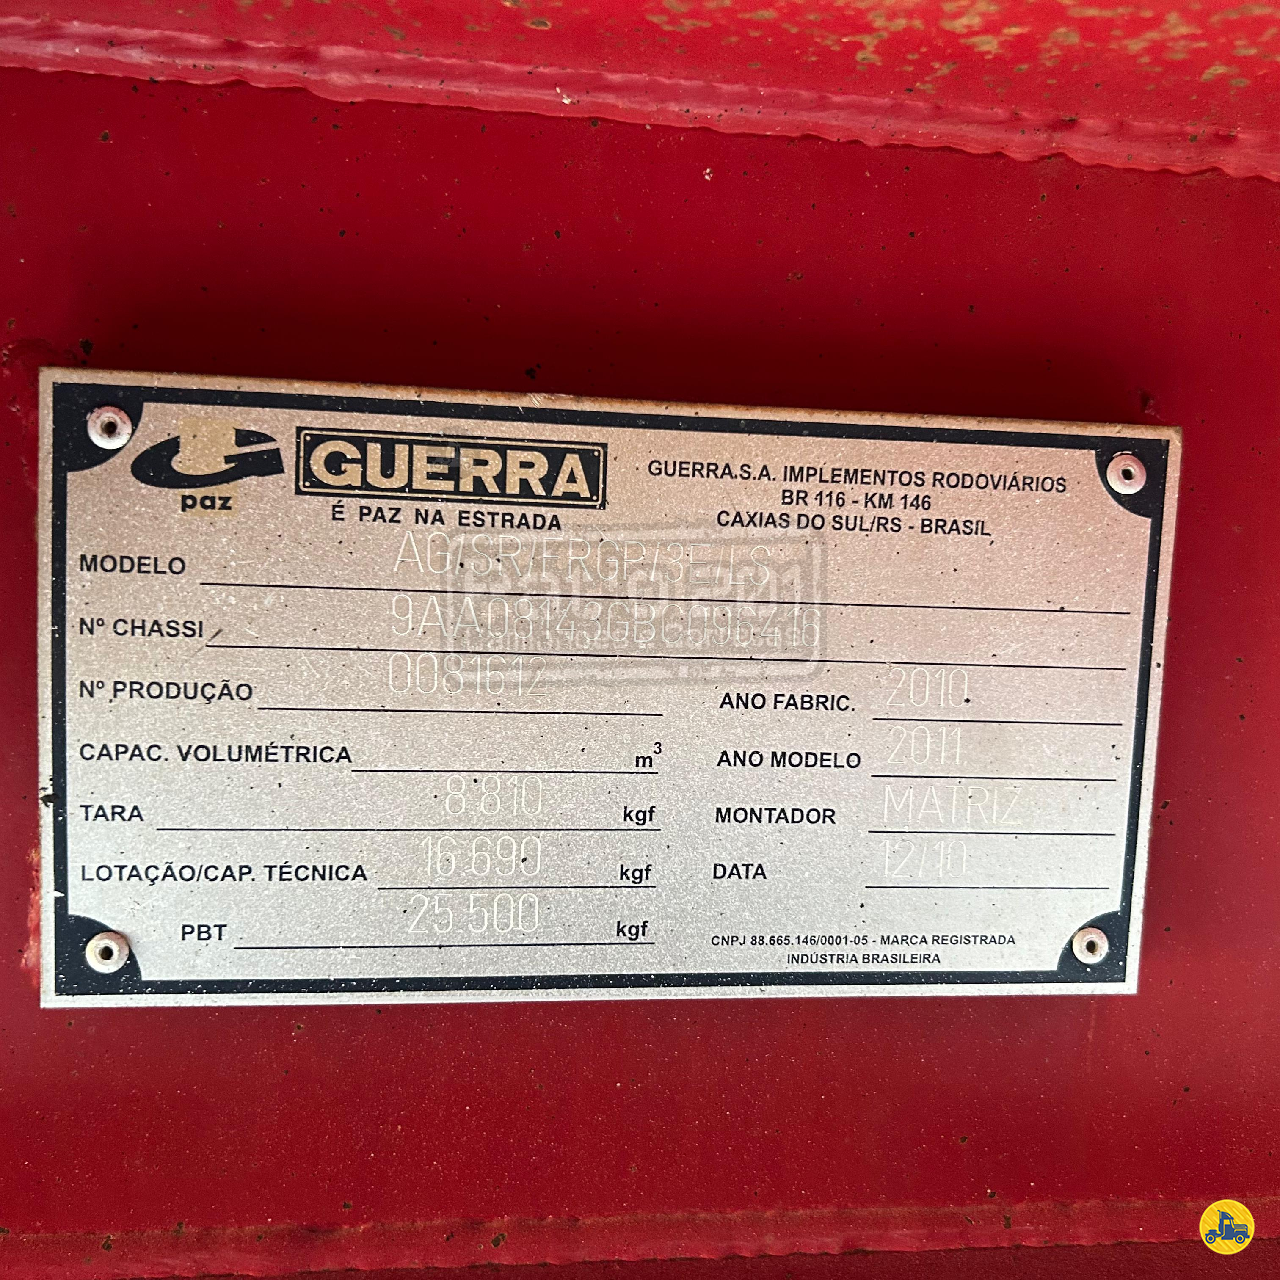 paz
GUERRA
É PAZ NA ESTRADA
GUERRA.S.A. IMPLEMENTOS RODOVIÁRIOS
BR 116 - KM 146
CAXIAS DO SUL/RS - BRASIL
MODELO AG/SR/FRGP/3E/LS
Nº CHASSI 9AA08143GBC096418
Nº PRODUÇÃO 0081612
ANO FABRIC. 2010
CAPAC. VOLUMÉTRICA m³
ANO MODELO 2011
TARA 8 810 kgf
MONTADOR MATRIZ
LOTAÇÃO/CAP. TÉCNICA 16 690 kgf
DATA 12/10
PBT 25 500 kgf
CNPJ 88.665.146/0001-05 - MARCA REGISTRADA
INDÚSTRIA BRASILEIRA